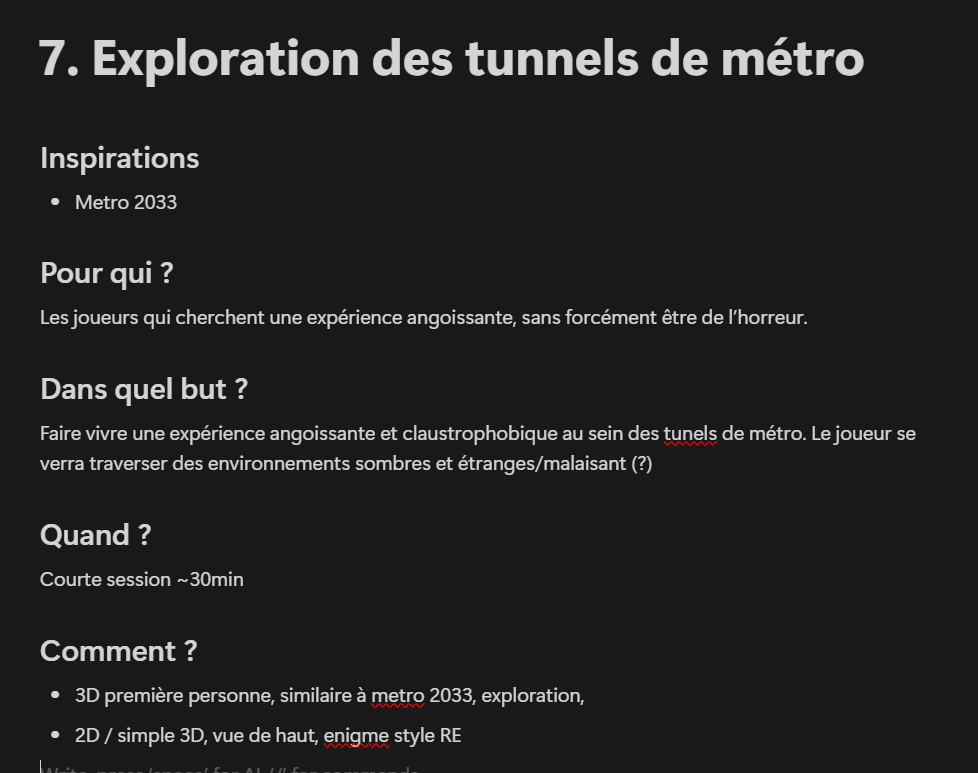 7. Exploration des tunnels de métro
Inspirations
• Metro 2033
Pour qui ?
Les joueurs qui cherchent une expérience angoissante, sans forcément être de l’horreur.
Dans quel but ?
Faire vivre une expérience angoissante et claustrophobique au sein des tunels de métro. Le joueur se
verra traverser des environnements sombres et étranges/malaisant (?)
Quand ?
Courte session ~30min
Comment ?
• 3D première personne, similaire à metro 2033, exploration,
• 2D / simple 3D, vue de haut, enigme style RE